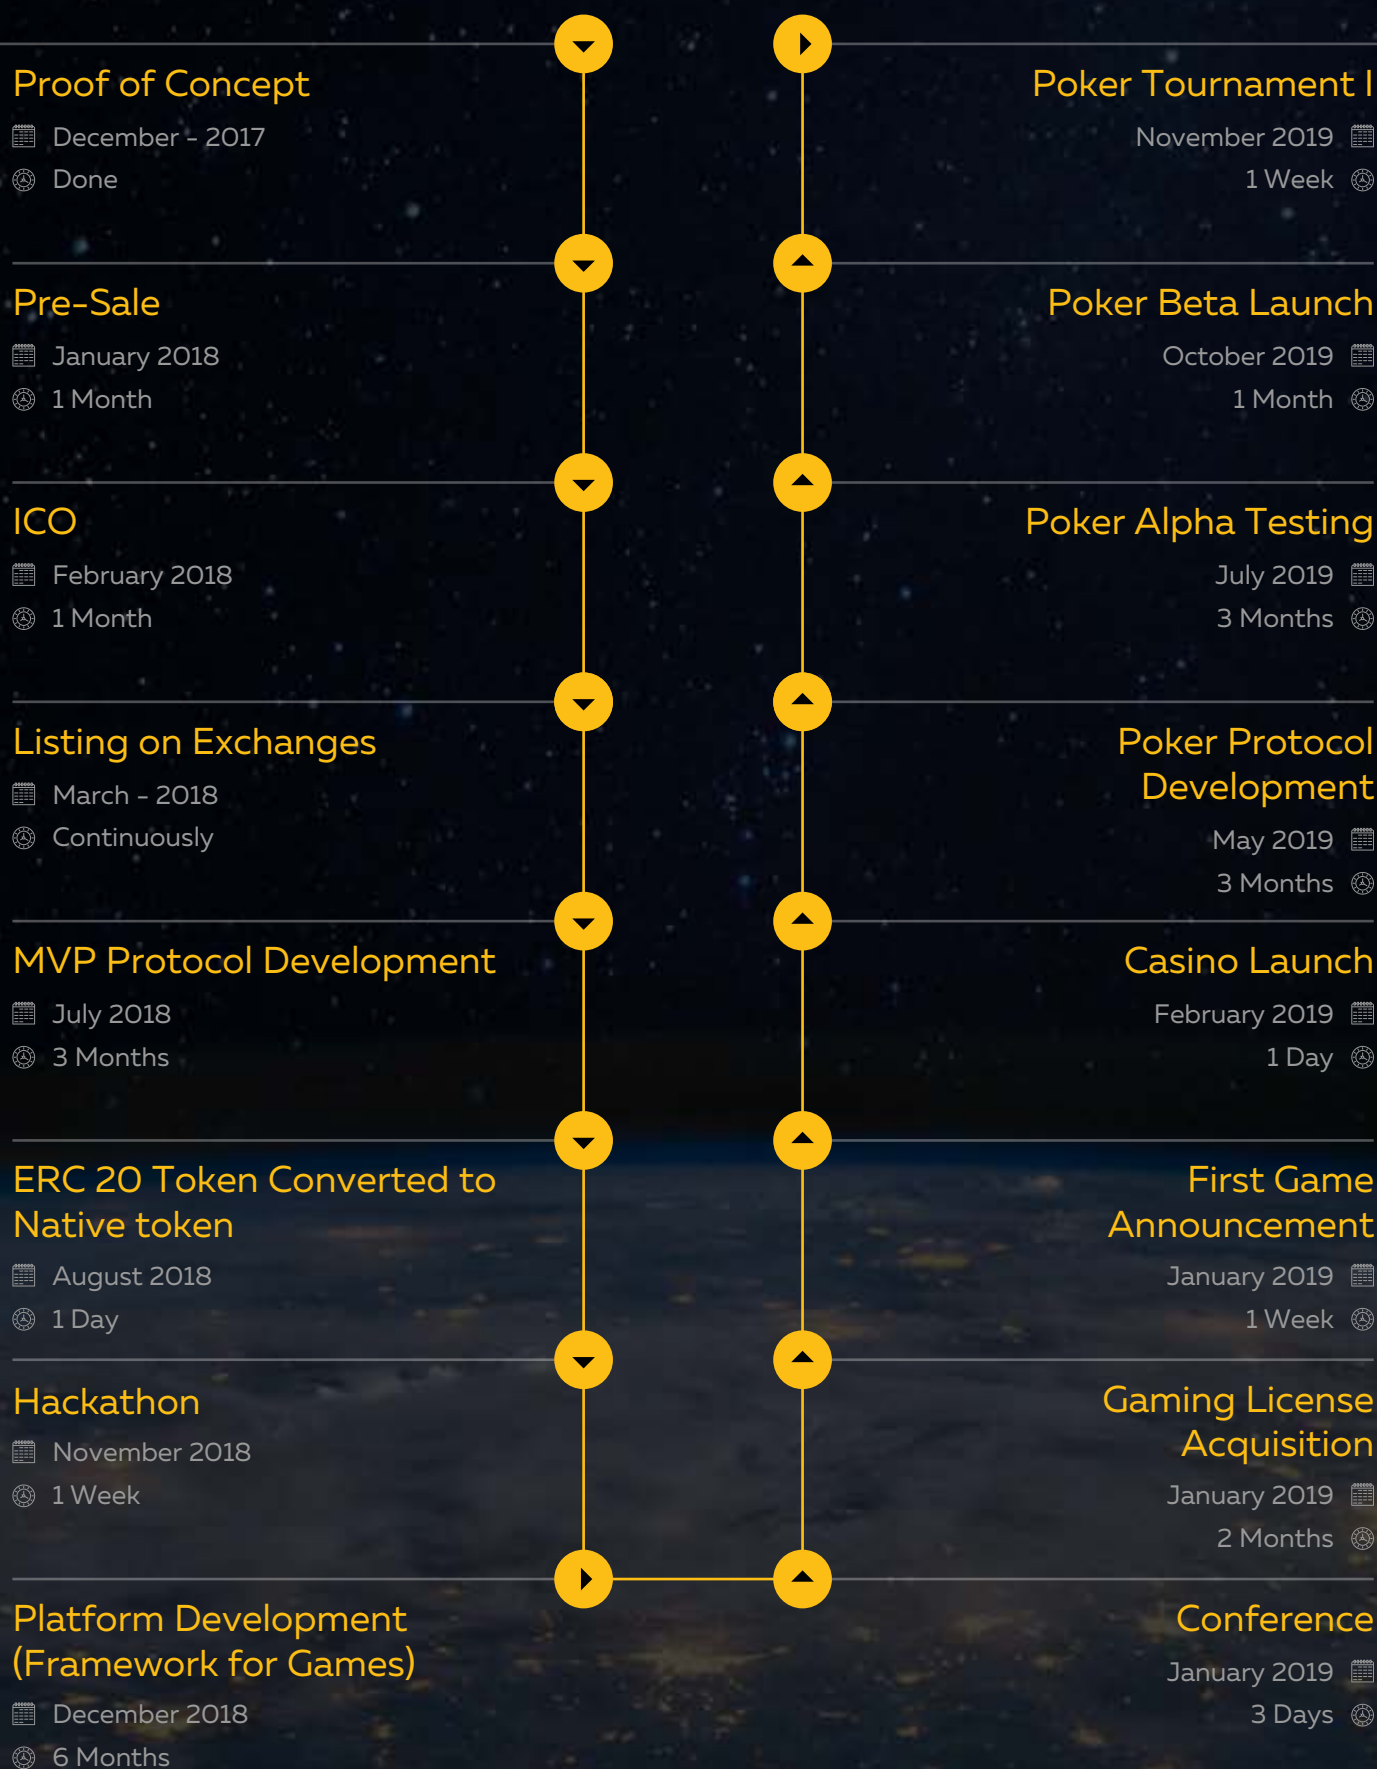 Proof of Concept
December - 2017
Done
Pre-Sale
January 2018
1 Month
ICO
February 2018
1 Month
Listing on Exchanges
March - 2018
Continuously
MVP Protocol Development
July 2018
3 Months
ERC 20 Token Converted to
Native token
August 2018
1 Day
Hackathon
November 2018
1 Week
Platform Development
(Framework for Games)
December 2018
6 Months
Poker Tournament I
November 2019
1 Week
Poker Beta Launch
October 2019
1 Month
Poker Alpha Testing
July 2019
3 Months
Poker Protocol
Development
May 2019
3 Months
Casino Launch
February 2019
1 Day
First Game
Announcement
January 2019
1 Week
Gaming License
Acquisition
January 2019
2 Months
Conference
January 2019
3 Days